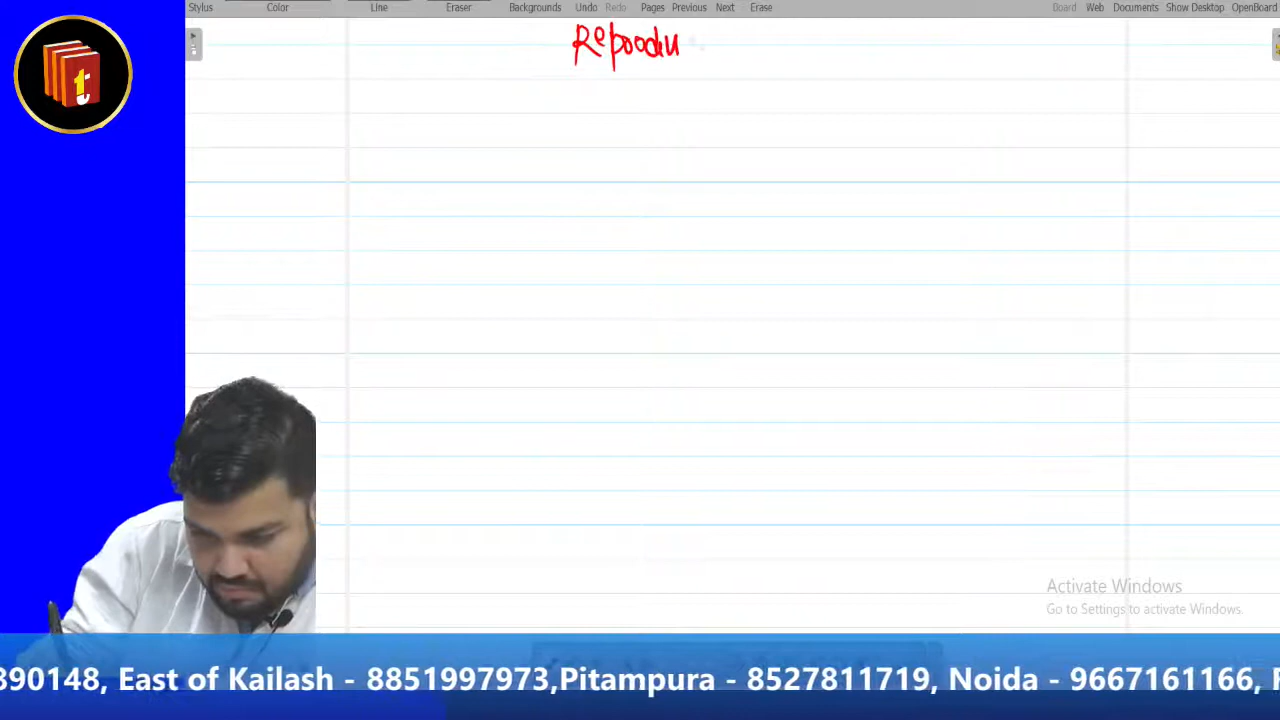 Stylus Color Line Eraser Backgrounds Undo Redo Pages Previous Next Erase Board Web Documents Show Desktop OpenBoard
Reprodu
t
Activate Windows
Go to Settings to activate Windows.
390148, East of Kailash - 8851997973,Pitampura - 8527811719, Noida - 9667161166,